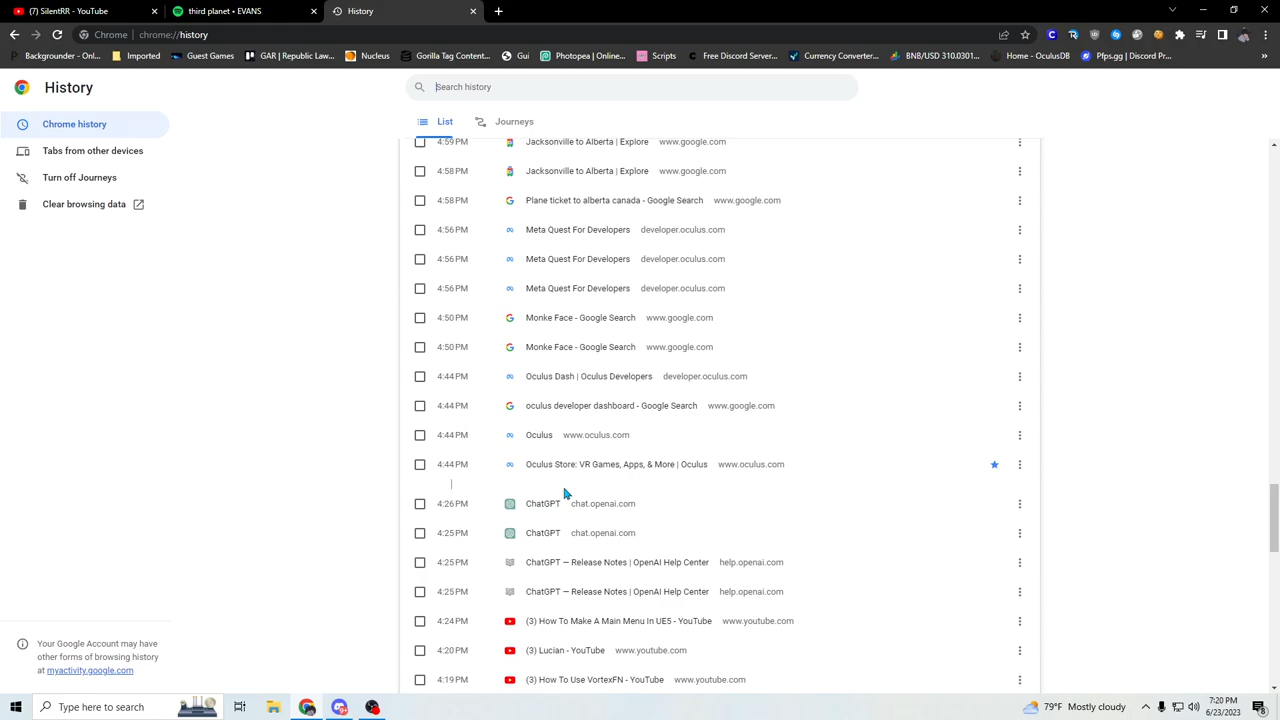 (7) SilentRR - YouTube
third planet • EVANS
History
Chrome | chrome://history
Backgrounder - On...
Imported
Guest Games
GAR | Republic Law...
Nucleus
Gorilla Tag Content...
Gui
Photopea | Online P...
Scripts
Free Discord Server...
Currency Converter...
BNB/USD 310.0301...
Home - OculusDB
Pfps.gg |
»
History
Search history
List
Journeys
Chrome history
Tabs from other devices
Turn off Journeys
Clear browsing data
4:59 PM Jacksonville to Alberta | Explore www.google.com
4:58 PM Jacksonville to Alberta | Explore www.google.com
4:58 PM Plane ticket to alberta canada - Google Search www.google.com
4:56 PM Meta Quest For Developers developer.oculus.com
4:56 PM Meta Quest For Developers developer.oculus.com
4:56 PM Meta Quest For Developers developer.oculus.com
4:50 PM Monke Face - Google Search www.google.com
4:50 PM Monke Face - Google Search www.google.com
4:44 PM Oculus Dash | Oculus Developers developer.oculus.com
4:44 PM oculus developer dashboard - Google Search www.google.com
4:44 PM Oculus www.oculus.com
4:44 PM Oculus Store: VR Games, Apps, & More | Oculus www.oculus.com
4:26 PM ChatGPT chat.openai.com
4:25 PM ChatGPT chat.openai.com
4:25 PM ChatGPT — Release Notes | OpenAI Help Center help.openai.com
4:25 PM ChatGPT — Release Notes | OpenAI Help Center help.openai.com
4:24 PM (3) How To Make A Main Menu In UE5 - YouTube www.youtube.com
4:20 PM (3) Lucian - YouTube www.youtube.com
4:19 PM (3) How To Use VortexFN - YouTube www.youtube.com
Your Google Account may have
other forms of browsing history
at myactivity.google.com
Type here to search
79°F Mostly cloudy
7:20 PM
6/23/2023